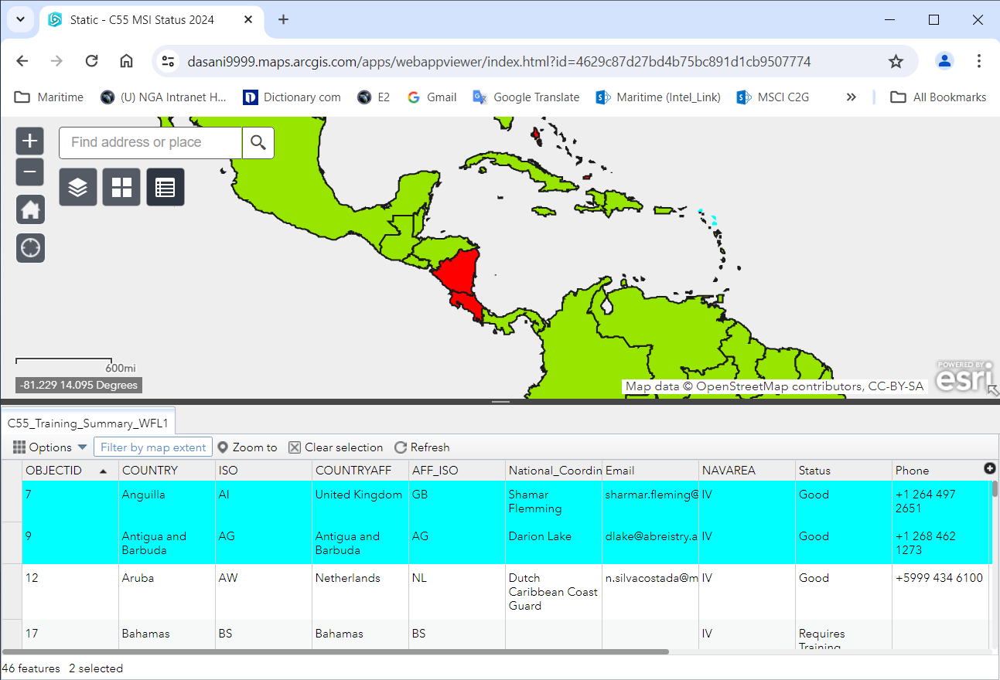 Static - C55 MSI Status 2024
dasani9999.maps.arcgis.com/apps/webappviewer/index.html?id=4629c87d27bd4b75bc891d1cb9507774
Maritime (U) NGA Intranet H... Dictionary com E2 Gmail Google Translate Maritime (Intel_Link) MSCI C2G All Bookmarks
Find address or place
600mi
-81.229 14.095 Degrees
POWERED BY
esri
Map data © OpenStreetMap contributors, CC-BY-SA
C55_Training_Summary_WFL1
Options Filter by map extent Zoom to Clear selection Refresh
OBJECTID COUNTRY ISO COUNTRYAFF AFF_ISO National_Coordin Email NAVAREA Status Phone
7 Anguilla AI United Kingdom GB Shamar sharmar.fleming@ IV Good +1 264 497
Flemming 2651
9 Antigua and AG Antigua and AG Darion Lake dlake@abreistry.a IV Good +1 268 462
Barbuda Barbuda 1273
12 Aruba AW Netherlands NL Dutch n.silvacostada@m IV Good +5999 434 6100
Caribbean Coast
Guard
17 Bahamas BS Bahamas BS IV Requires
Training
46 features 2 selected